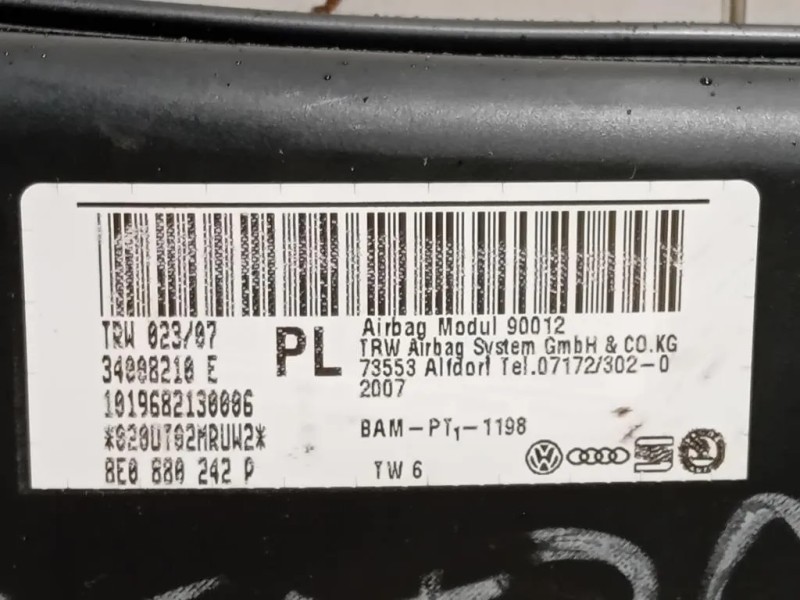 TRW 023/07
34008210 E
1019682130006
*020UT02MRUW2*
8E0 880 242 P
PL
Airbag Modul 90012
TRW Airbag System GmbH & CO.KG
73553 Alfdorf Tel.07172/302-0
2007
BAM-PT₁-1198
TW 6